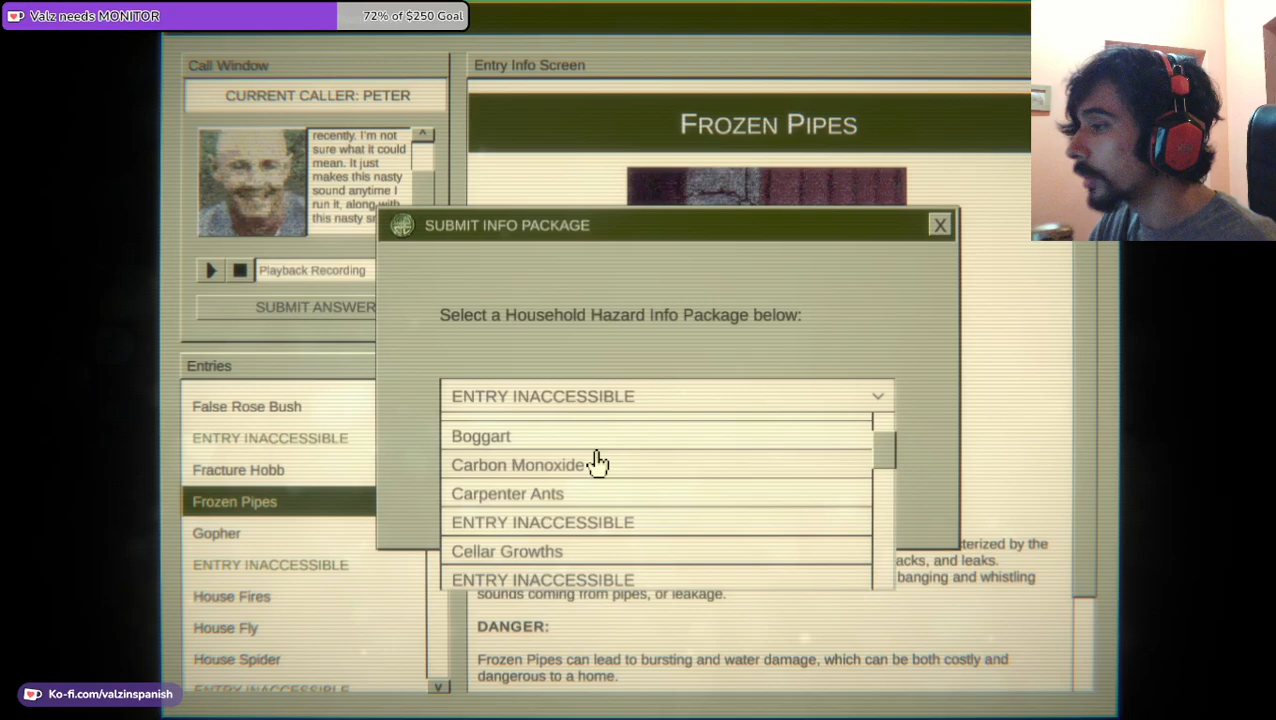 Valz needs MONITOR
72% of $250 Goal
Call Window
CURRENT CALLER: PETER
recently. I'm not
sure what it could
mean. It just
makes this nasty
sound anytime I
run it, along with
this nasty
Playback Recording
SUBMIT ANSWER
Entries
False Rose Bush
ENTRY INACCESSIBLE
Fracture Hobb
Frozen Pipes
Gopher
ENTRY INACCESSIBLE
House Fires
House Fly
House Spider
ENTRY INACCESSIBLE
Entry Info Screen
FROZEN PIPES
SUBMIT INFO PACKAGE
X
Select a Household Hazard Info Package below:
ENTRY INACCESSIBLE
Boggart
Carbon Monoxide
Carpenter Ants
ENTRY INACCESSIBLE
Cellar Growths
ENTRY INACCESSIBLE
by the
and leaks.
banging and whistling
sounds coming from pipes, or leakage.
DANGER:
Frozen Pipes can lead to bursting and water damage, which can be both costly and
dangerous to a home.
Ko-fi.com/valzinspanish